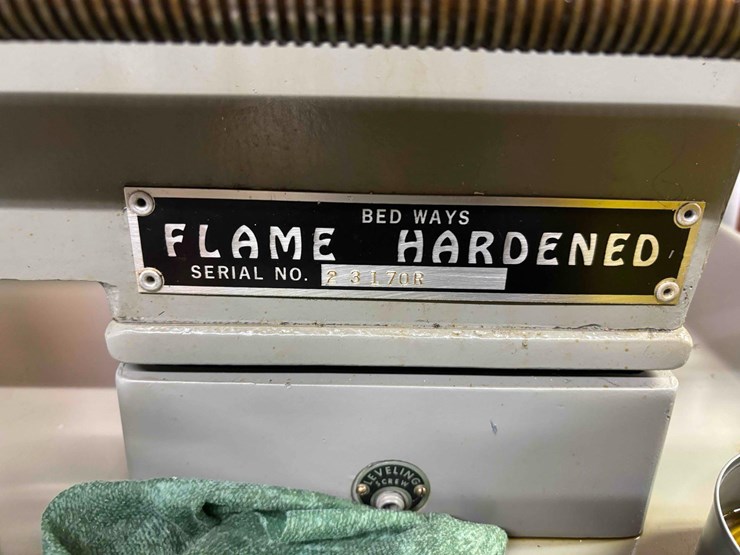 BED WAYS
FLAME HARDENED
SERIAL NO. 23170R
LEVELING
SCREW